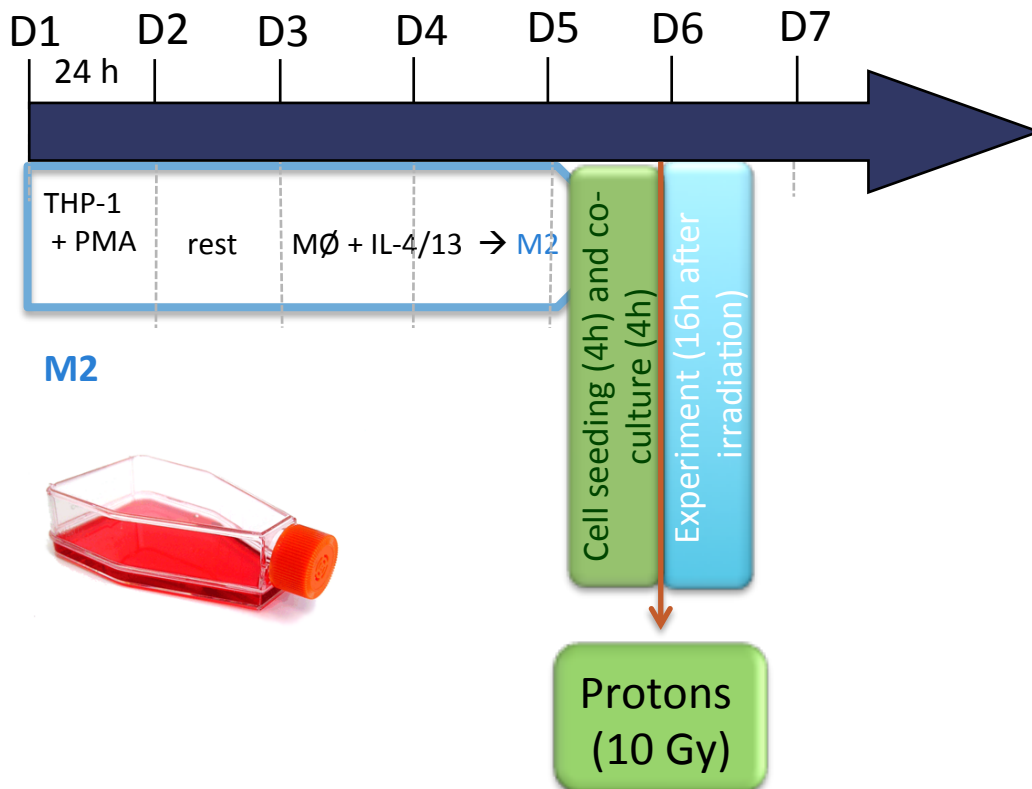 D1 D2 D3 D4 D5 D6 D7
24 h
THP-1
+ PMA
rest
MØ + IL-4/13 → M2
M2
Cell seeding (4h) and co-
culture (4h)
Experiment (16h after
irradiation)
Protons
(10 Gy)